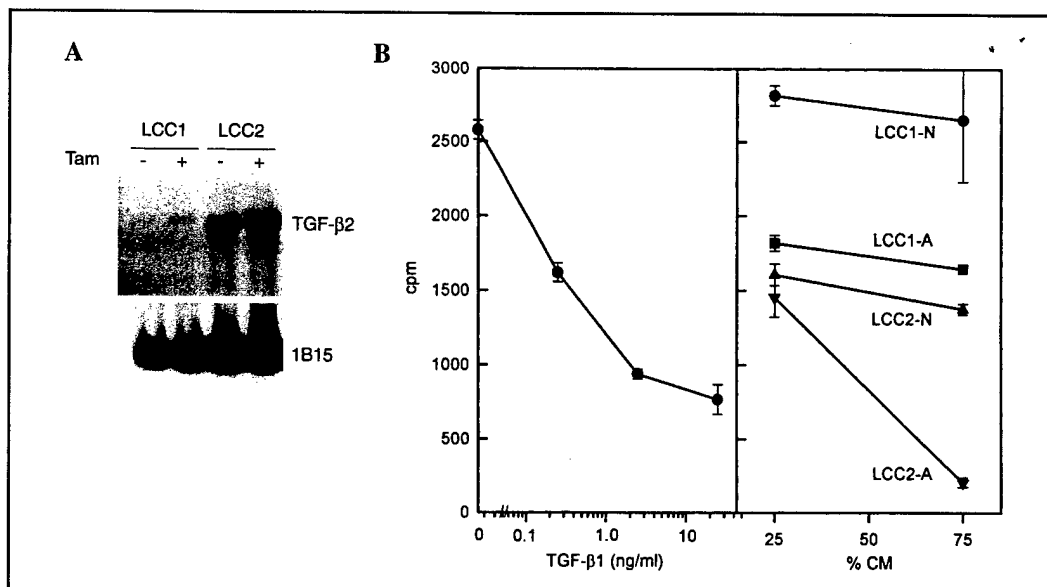 A
LCC1 LCC2
Tam - + - +
TGF-β2
1B15
B
3000
2500
2000
1500
1000
500
0
cpm
0 0.1 1.0 10
TGF-β1 (ng/ml)
LCC1-N
LCC1-A
LCC2-N
LCC2-A
25 50 75
% CM